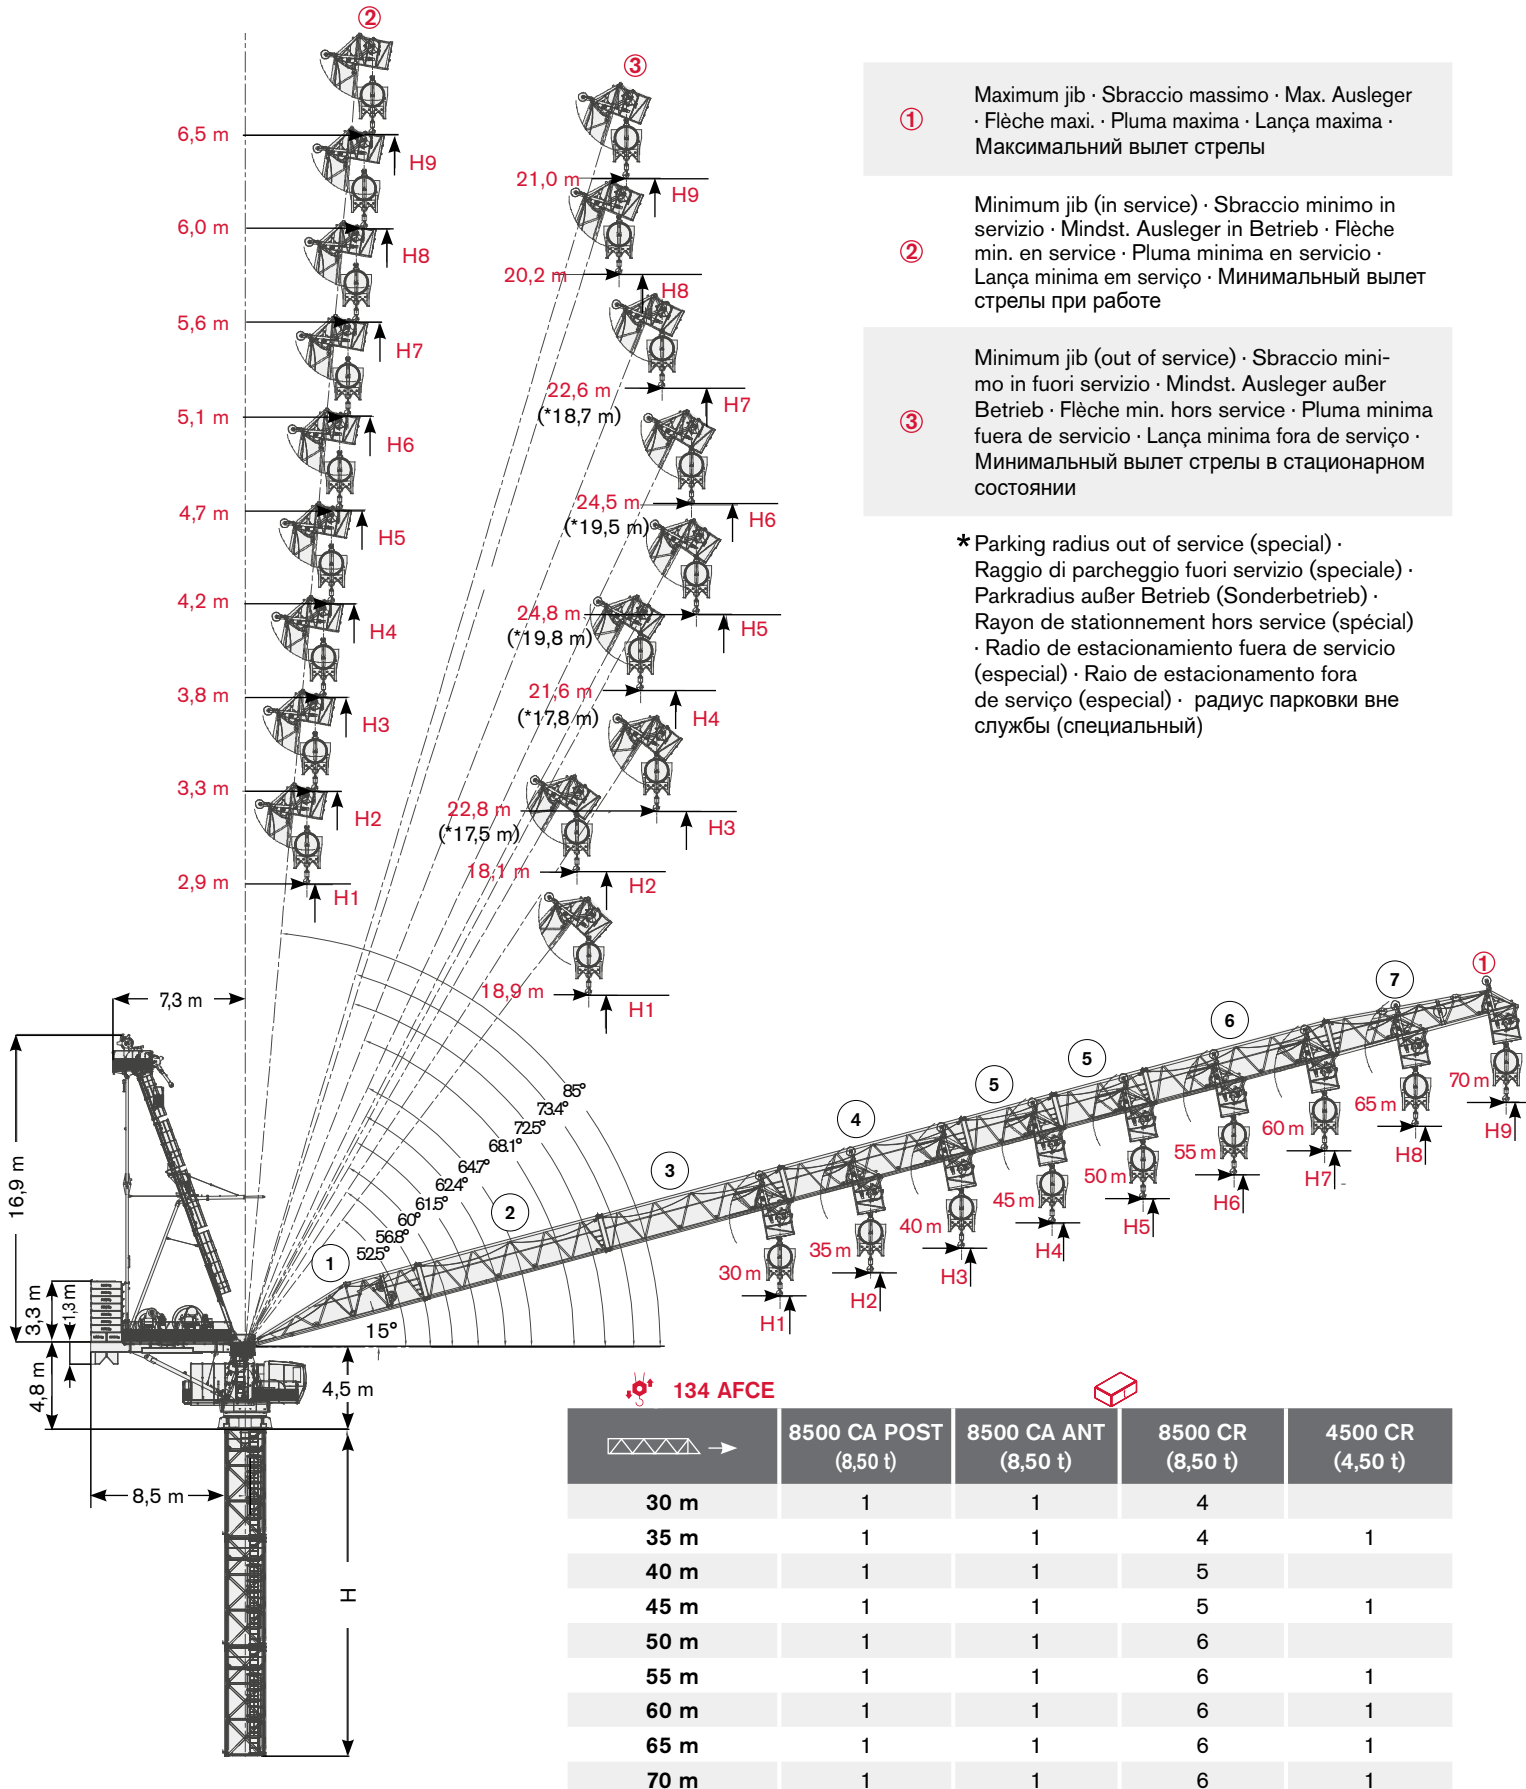 ②
6,5 m
H9
6,0 m
H8
5,6 m
H7
5,1 m
H6
4,7 m
H5
4,2 m
H4
3,8 m
H3
3,3 m
H2
2,9 m
H1
③
21,0 m
H9
20,2 m
H8
22,6 m
(*18,7 m)
H7
24,5 m
(*19,5 m)
H6
24,8 m
(*19,8 m)
H5
21,6 m
(*17,8 m)
H4
22,8 m
(*17,5 m)
H3
18,1 m
H2
18,9 m
H1
①
Maximum jib · Sbraccio massimo · Max. Ausleger
· Flèche maxi. · Pluma maxima · Lança maxima ·
Максимальний вылет стрелы
②
Minimum jib (in service) · Sbraccio minimo in
servizio · Mindst. Ausleger in Betrieb · Flèche
min. en service · Pluma minima en servicio ·
Lança minima em serviço · Минимальный вылет
стрелы при работе
③
Minimum jib (out of service) · Sbraccio mini-
mo in fuori servizio · Mindst. Ausleger außer
Betrieb · Flèche min. hors service · Pluma minima
fuera de servicio · Lança minima fora de serviço ·
Минимальный вылет стрелы в стационарном
состоянии
* Parking radius out of service (special) ·
Raggio di parcheggio fuori servizio (speciale) ·
Parkradius außer Betrieb (Sonderbetrieb) ·
Rayon de stationnement hors service (spécial)
· Radio de estacionamiento fuera de servicio
(especial) · Raio de estacionamento fora
de serviço (especial) · радиус парковки вне
службы (специальный)
7,3 m
16,9 m
3,3 m
1,3 m
4,8 m
4,5 m
8,5 m
H
85°
73.4°
72.5°
68.1°
64.7°
62.4°
61.5°
60°
56.8°
52.5°
15°
1
2
3
4
5
5
6
7
①
30 m
H1
35 m
H2
40 m
H3
45 m
H4
50 m
H5
55 m
H6
60 m
H7
65 m
H8
70 m
H9
134 AFCE
8500 CA POST (8,50 t) 8500 CA ANT (8,50 t) 8500 CR (8,50 t) 4500 CR (4,50 t)
30 m 1 1 4
35 m 1 1 4 1
40 m 1 1 5
45 m 1 1 5 1
50 m 1 1 6
55 m 1 1 6 1
60 m 1 1 6 1
65 m 1 1 6 1
70 m 1 1 6 1